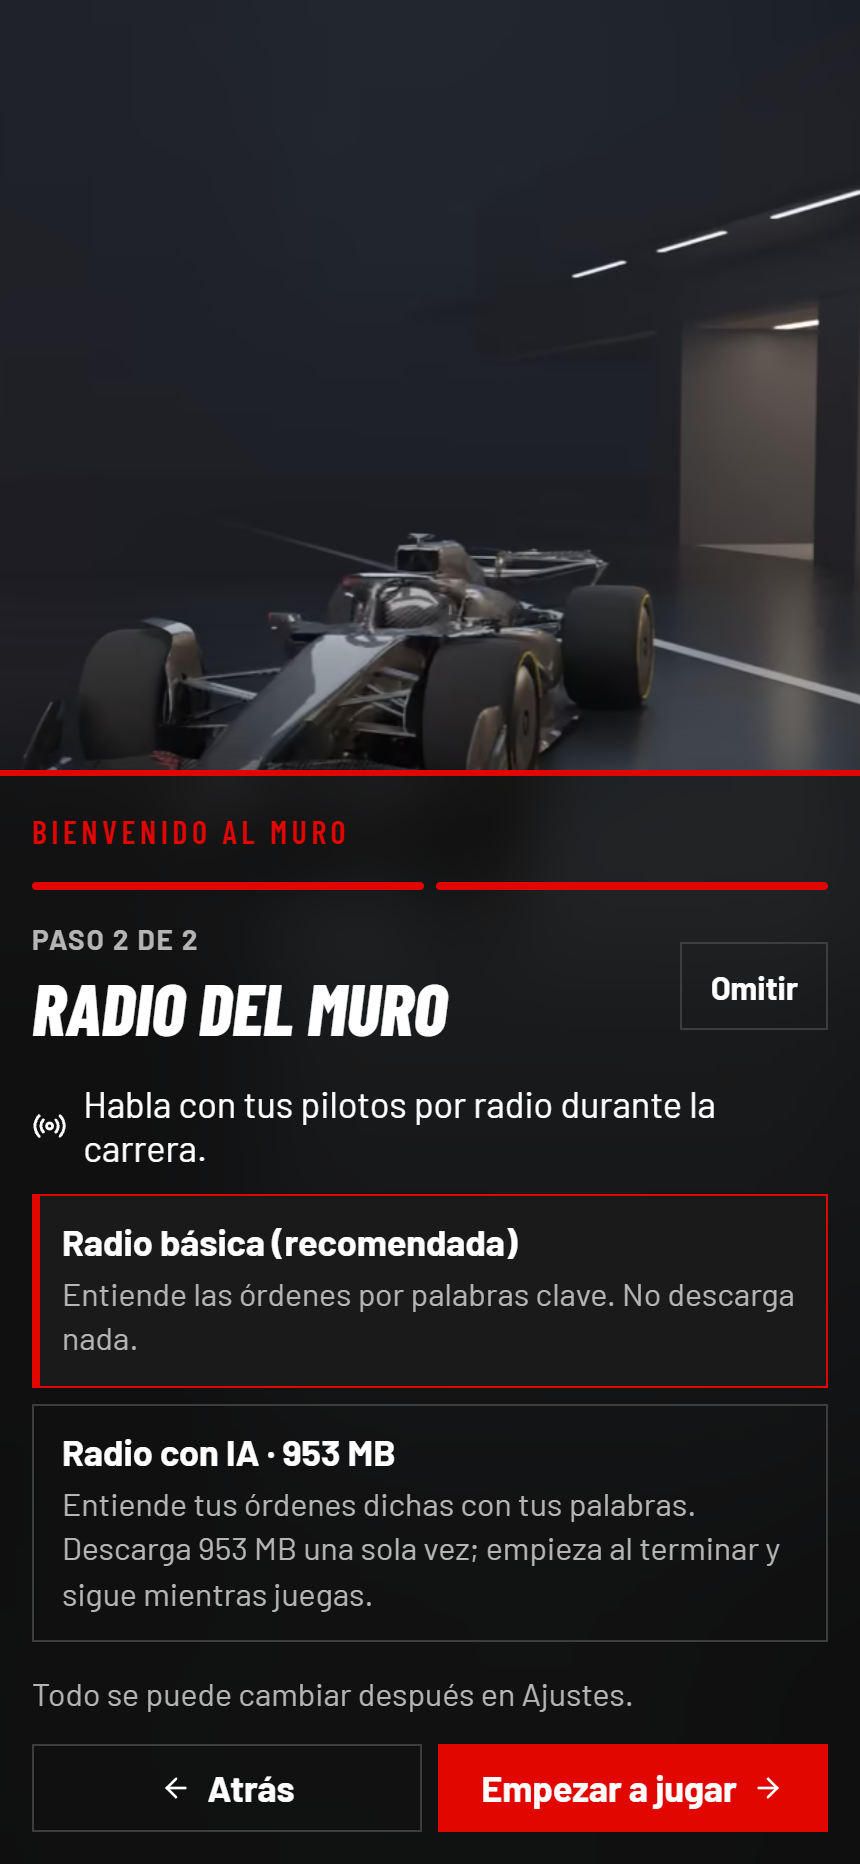 BIENVENIDO AL MURO
PASO 2 DE 2
RADIO DEL MURO
Omitir
Habla con tus pilotos por radio durante la
carrera.
Radio básica (recomendada)
Entiende las órdenes por palabras clave. No descarga
nada.
Radio con IA · 953 MB
Entiende tus órdenes dichas con tus palabras.
Descarga 953 MB una sola vez; empieza al terminar y
sigue mientras juegas.
Todo se puede cambiar después en Ajustes.
← Atrás
Empezar a jugar →